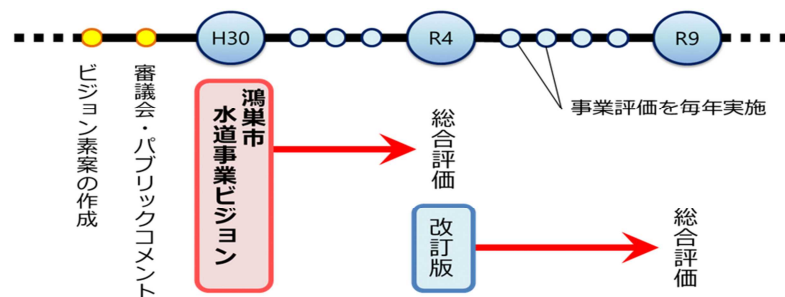 H30
R4
R9
ビジョン素案の作成
審議会・パブリックコメント
鴻巣市
水道事業ビジョン
総合評価
改訂版
事業評価を毎年実施
総合評価